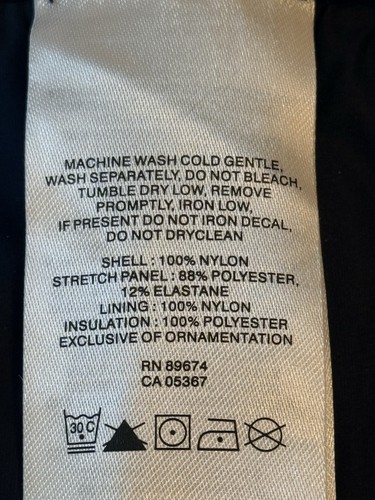 MACHINE WASH COLD GENTLE,
WASH SEPARATELY, DO NOT BLEACH,
TUMBLE DRY LOW, REMOVE
PROMPTLY, IRON LOW,
IF PRESENT DO NOT IRON DECAL,
DO NOT DRYCLEAN
SHELL : 100% NYLON
STRETCH PANEL : 88% POLYESTER,
12% ELASTANE
LINING : 100% NYLON
INSULATION : 100% POLYESTER
EXCLUSIVE OF ORNAMENTATION
RN 89674
CA 05367
30 C